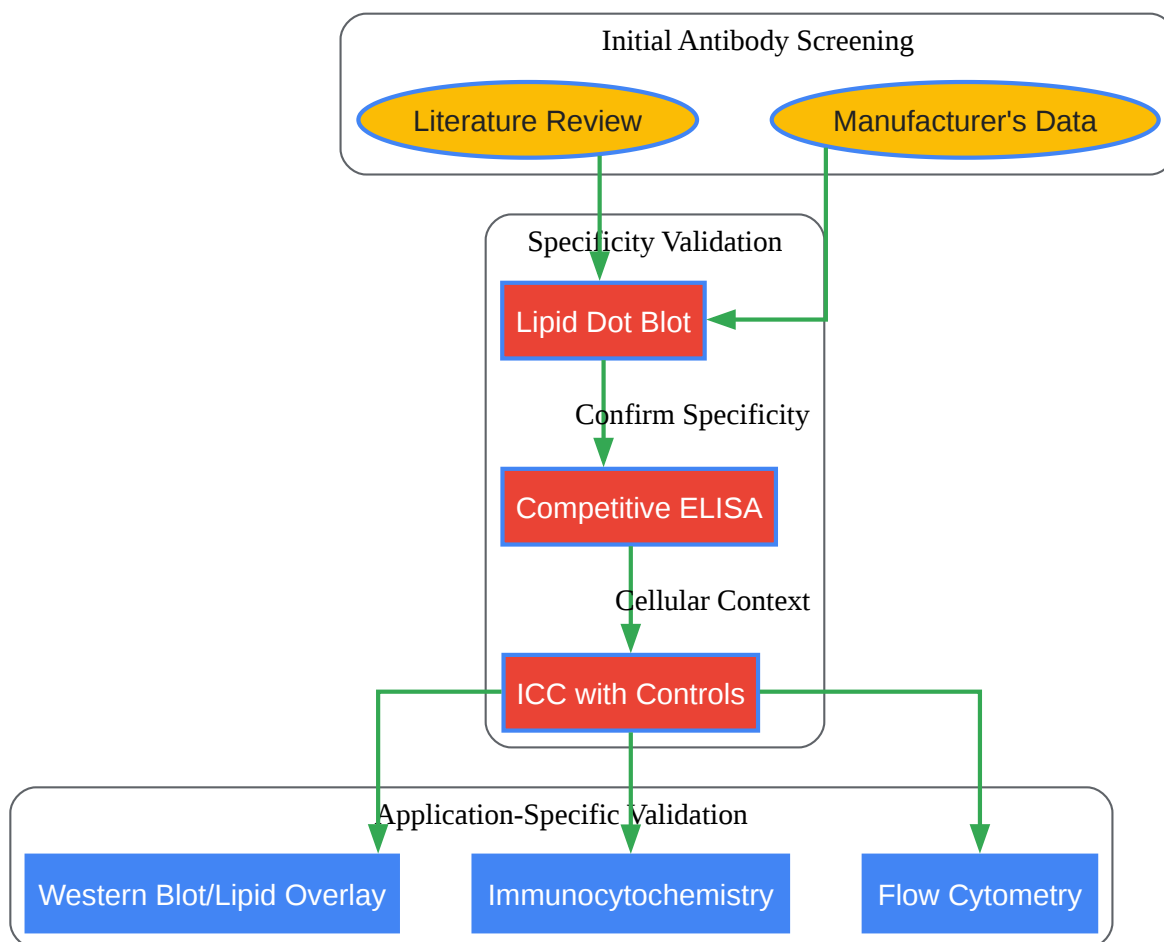 Initial Antibody Screening
Literature Review
Manufacturer's Data
Specificity Validation
Lipid Dot Blot
Confirm Specificity
Competitive ELISA
Cellular Context
ICC with Controls
Application-Specific Validation
Western Blot/Lipid Overlay
Immunocytochemistry
Flow Cytometry